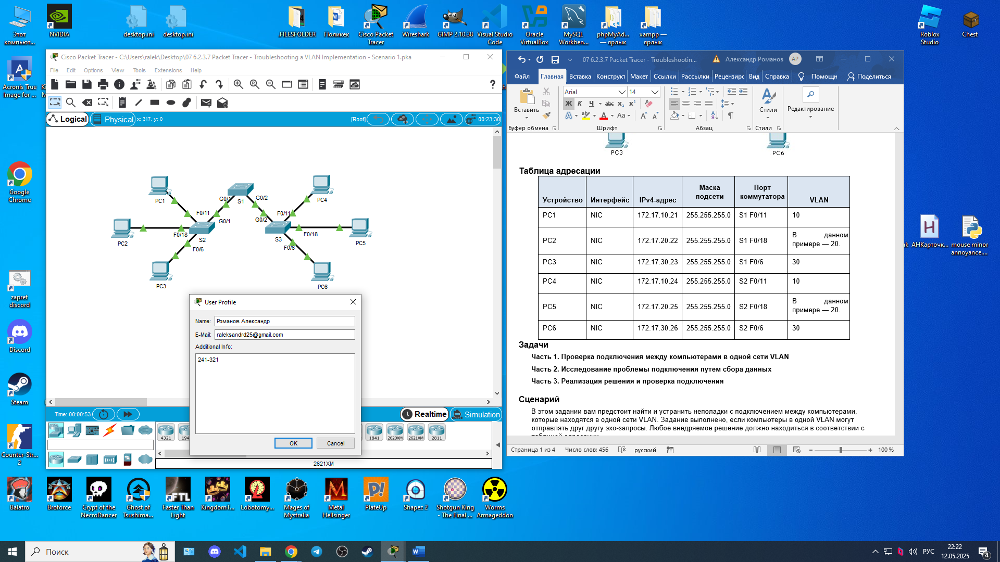 Этот компьют...
NVIDIA
desktop.ini
desktop.ini
.FILESFOLDER
Поликек
Cisco Packet Tracer
Wireshark
GIMP 2.10.38
Visual Studio Code
Oracle VirtualBox
MySQL Workben...
phpMyAd... — ярлык
xampp — ярлык
Roblox Studio
Chest
Acronis True Image for ...
Google Chrome
zapret discord
Discord
Steam
Counter-Str... 2
АНКарточк...
mouse minor annoyance....
Cisco Packet Tracer - C:\Users\ralek\Desktop\07 6.2.3.7 Packet Tracer - Troubleshooting a VLAN Implementation - Scenario 1.pka
File Edit Options View Tools Extensions Help
Logical Physical x: 317, y: 0 [Root] 00:23:30
PC1
PC2
PC3
PC4
PC5
PC6
S1
S2
S3
G0/1
G0/2
F0/11
G0/1
F0/18
F0/6
F0/11
G0/2
F0/18
F0/6
User Profile
Name: Романов Александр
E-Mail: raleksandrd25@gmail.com
Additional Info:
241-321
OK Cancel
Time: 00:00:53
Realtime Simulation
4321 194 1841 2620XM 2621XM 2811
2621XM
07 6.2.3.7 Packet Tracer - Troubleshootin... Александр Романов АР
Файл Главная Вставка Конструкт Макет Ссылки Рассылки Рецензирс Вид Справка Помощн Поделиться
Вставить
Arial 14
Ж К Ч abc x₂ x²
Стили
Редактирование
Буфер обмена Шрифт Абзац Стили
PC3 PC6
Таблица адресации
Устройство Интерфейс IPv4-адрес Маска подсети Порт коммутатора VLAN
PC1 NIC 172.17.10.21 255.255.255.0 S1 F0/11 10
PC2 NIC 172.17.20.22 255.255.255.0 S1 F0/18 В данном примере — 20.
PC3 NIC 172.17.30.23 255.255.255.0 S1 F0/6 30
PC4 NIC 172.17.10.24 255.255.255.0 S2 F0/11 10
PC5 NIC 172.17.20.25 255.255.255.0 S2 F0/18 В данном примере — 20.
PC6 NIC 172.17.30.26 255.255.255.0 S2 F0/6 30
Задачи
Часть 1. Проверка подключения между компьютерами в одной сети VLAN
Часть 2. Исследование проблемы подключения путем сбора данных
Часть 3. Реализация решения и проверка подключения
Сценарий
В этом задании вам предстоит найти и устранить неполадки с подключением между компьютерами,
которые находятся в одной сети VLAN. Задание выполнено, если компьютеры в одной VLAN могут
отправлять друг другу эхо-запросы. Любое внедряемое решение должно находиться в соответствии с
Страница 1 из 4 Число слов: 456 русский 100 %
Balatro
Broforce
Crypt of the NecroDancer
Ghost of Tsushima...
Faster Than Light
KingdomT...
Lobotomy...
Mages of Mystralia
Metal Hellsinger
PlateUp
Shapez 2
Shotgun King - The Final ...
Worms Armageddon
Поиск
РУС
22:22
12.05.2025
4